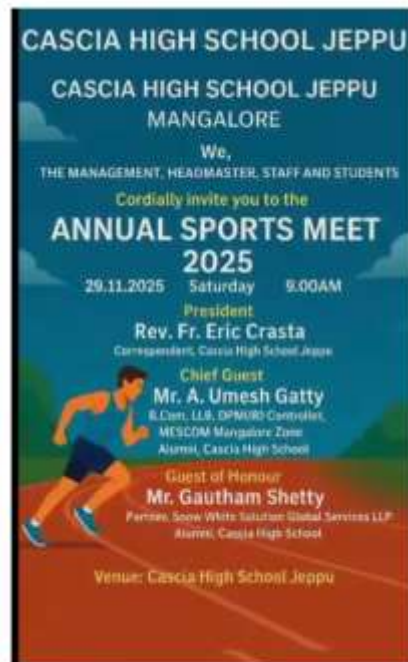 CASCIA HIGH SCHOOL JEPPU
CASCIA HIGH SCHOOL JEPPU
MANGALORE
We,
THE MANAGEMENT, HEADMASTER, STAFF AND STUDENTS
Cordially invite you to the
ANNUAL SPORTS MEET
2025
29.11.2025 Saturday 9.00AM
President
Rev. Fr. Eric Crasta
Correspondent, Cascia High School Jeppu
Chief Guest
Mr. A. Umesh Gatty
B.Com, LLB, Controller,
MESCOM Mangalore Zone
Alumni, Cascia High School
Guest of Honour
Mr. Gautham Shetty
Partner, Snow White Solution Global Services LLP
Alumni, Cascia High School
Venue: Cascia High School Jeppu